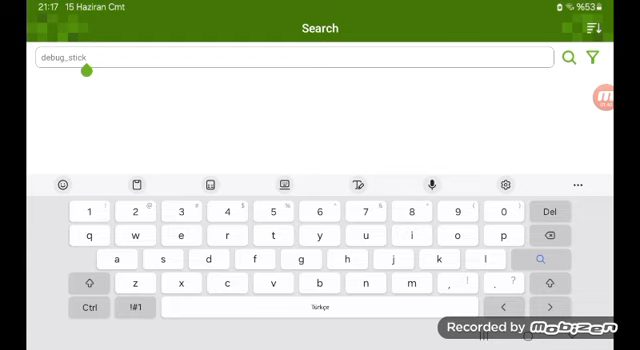 21:17 15 Haziran Cmt %53
Search
debug_stick
1 ! 2 @ 3 # 4 $ 5 % 6 ^ 7 & 8 * 9 ( 0 ) Del
q w e r t y u i o p
a s d f g h j k l
z x c v b n m , ! . ?
Ctrl !#1 Türkçe < >
Recorded by mobizen